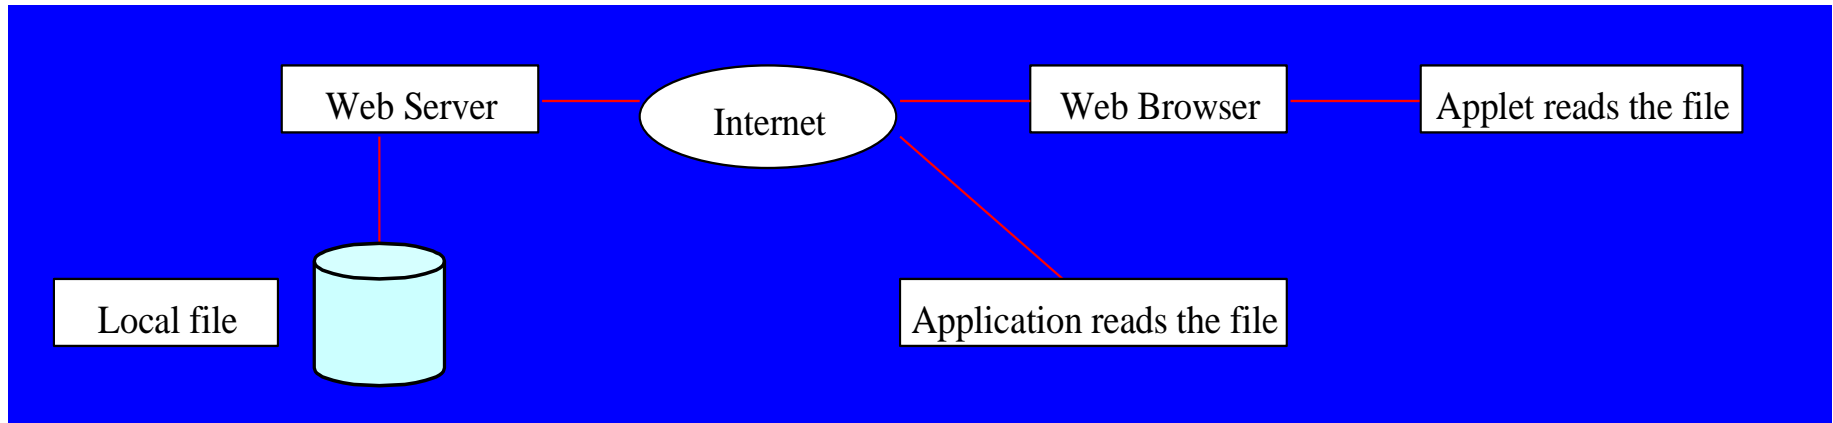 Web Server
Internet
Web Browser
Applet reads the file
Local file
Application reads the file